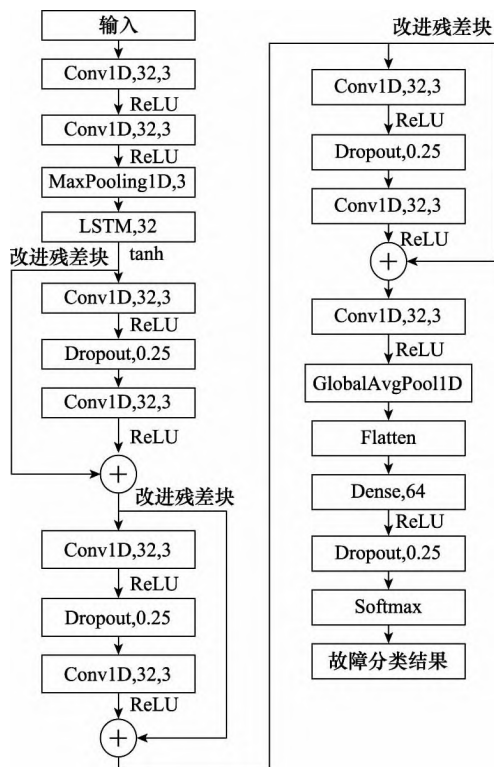 输入
Conv1D,32,3
ReLU
Conv1D,32,3
ReLU
MaxPooling1D,3
LSTM,32
tanh
改进残差块
Conv1D,32,3
ReLU
Dropout,0.25
Conv1D,32,3
ReLU
+
改进残差块
Conv1D,32,3
ReLU
Dropout,0.25
Conv1D,32,3
ReLU
+
改进残差块
Conv1D,32,3
ReLU
Dropout,0.25
Conv1D,32,3
ReLU
+
Conv1D,32,3
ReLU
GlobalAvgPool1D
Flatten
Dense,64
ReLU
Dropout,0.25
Softmax
故障分类结果